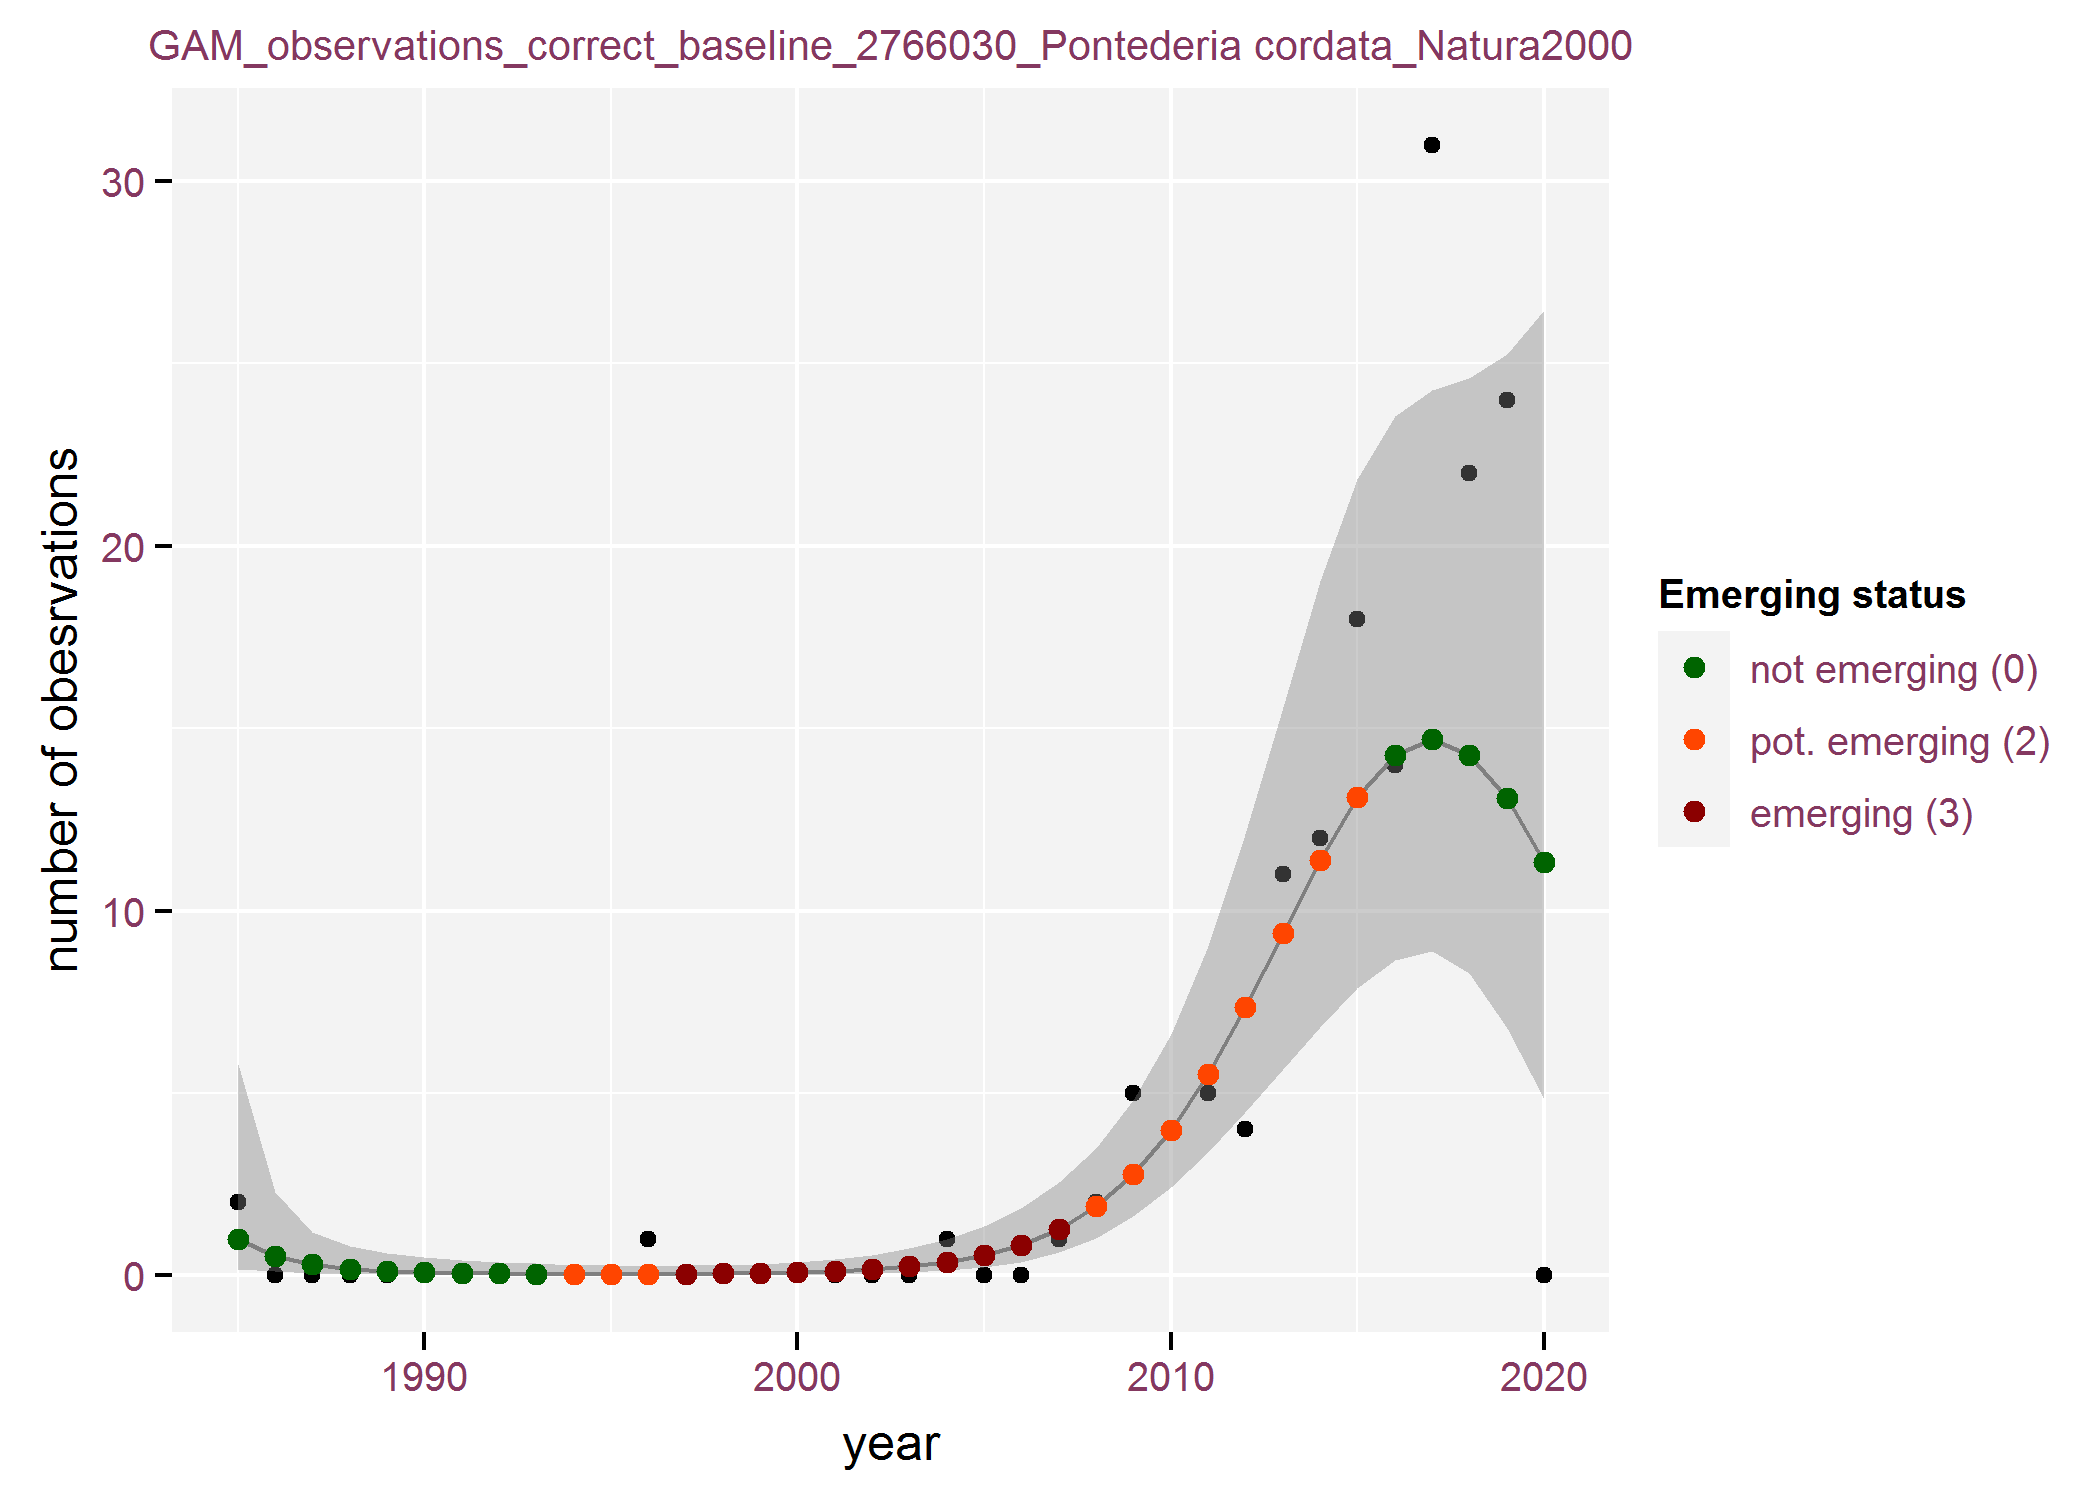 GAM_observations_correct_baseline_2766030_Pontederia cordata_Natura2000
30
20
10
0
number of obesrvations
1990
2000
2010
2020
year
Emerging status
not emerging (0)
pot. emerging (2)
emerging (3)